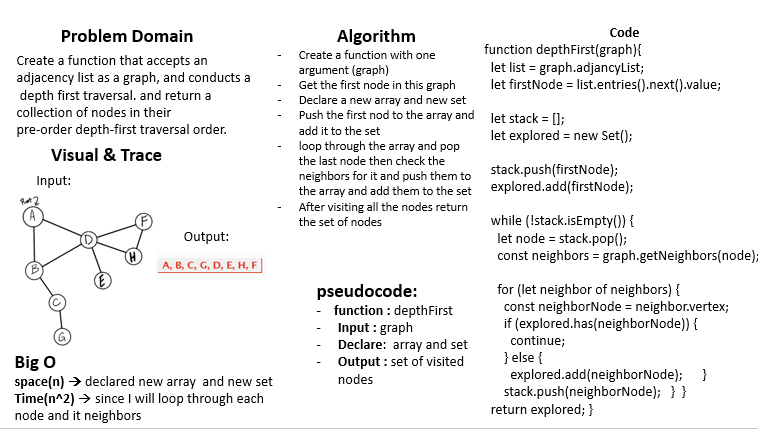 Problem Domain
Create a function that accepts an
adjacency list as a graph, and conducts a
depth first traversal. and return a
collection of nodes in their
pre-order depth-first traversal order.
Visual & Trace
Input:
Root
A
B
C
G
D
E
F
H
Output:
A, B, C, G, D, E, H, F
Big O
space(n) → declared new array and new set
Time(n^2) → since I will loop through each
node and it neighbors
Algorithm
- Create a function with one
argument (graph)
- Get the first node in this graph
- Declare a new array and new set
- Push the first nod to the array and
add it to the set
- loop through the array and pop
the last node then check the
neighbors for it and push them to
the array and add them to the set
- After visiting all the nodes return
the set of nodes
pseudocode:
- function : depthFirst
- Input : graph
- Declare: array and set
- Output : set of visited
nodes
Code
function depthFirst(graph){
let list = graph.adjancyList;
let firstNode = list.entries().next().value;
let stack = [];
let explored = new Set();
stack.push(firstNode);
explored.add(firstNode);
while (!stack.isEmpty()) {
let node = stack.pop();
const neighbors = graph.getNeighbors(node);
for (let neighbor of neighbors) {
const neighborNode = neighbor.vertex;
if (explored.has(neighborNode)) {
continue;
} else {
explored.add(neighborNode); }
stack.push(neighborNode); } }
return explored; }